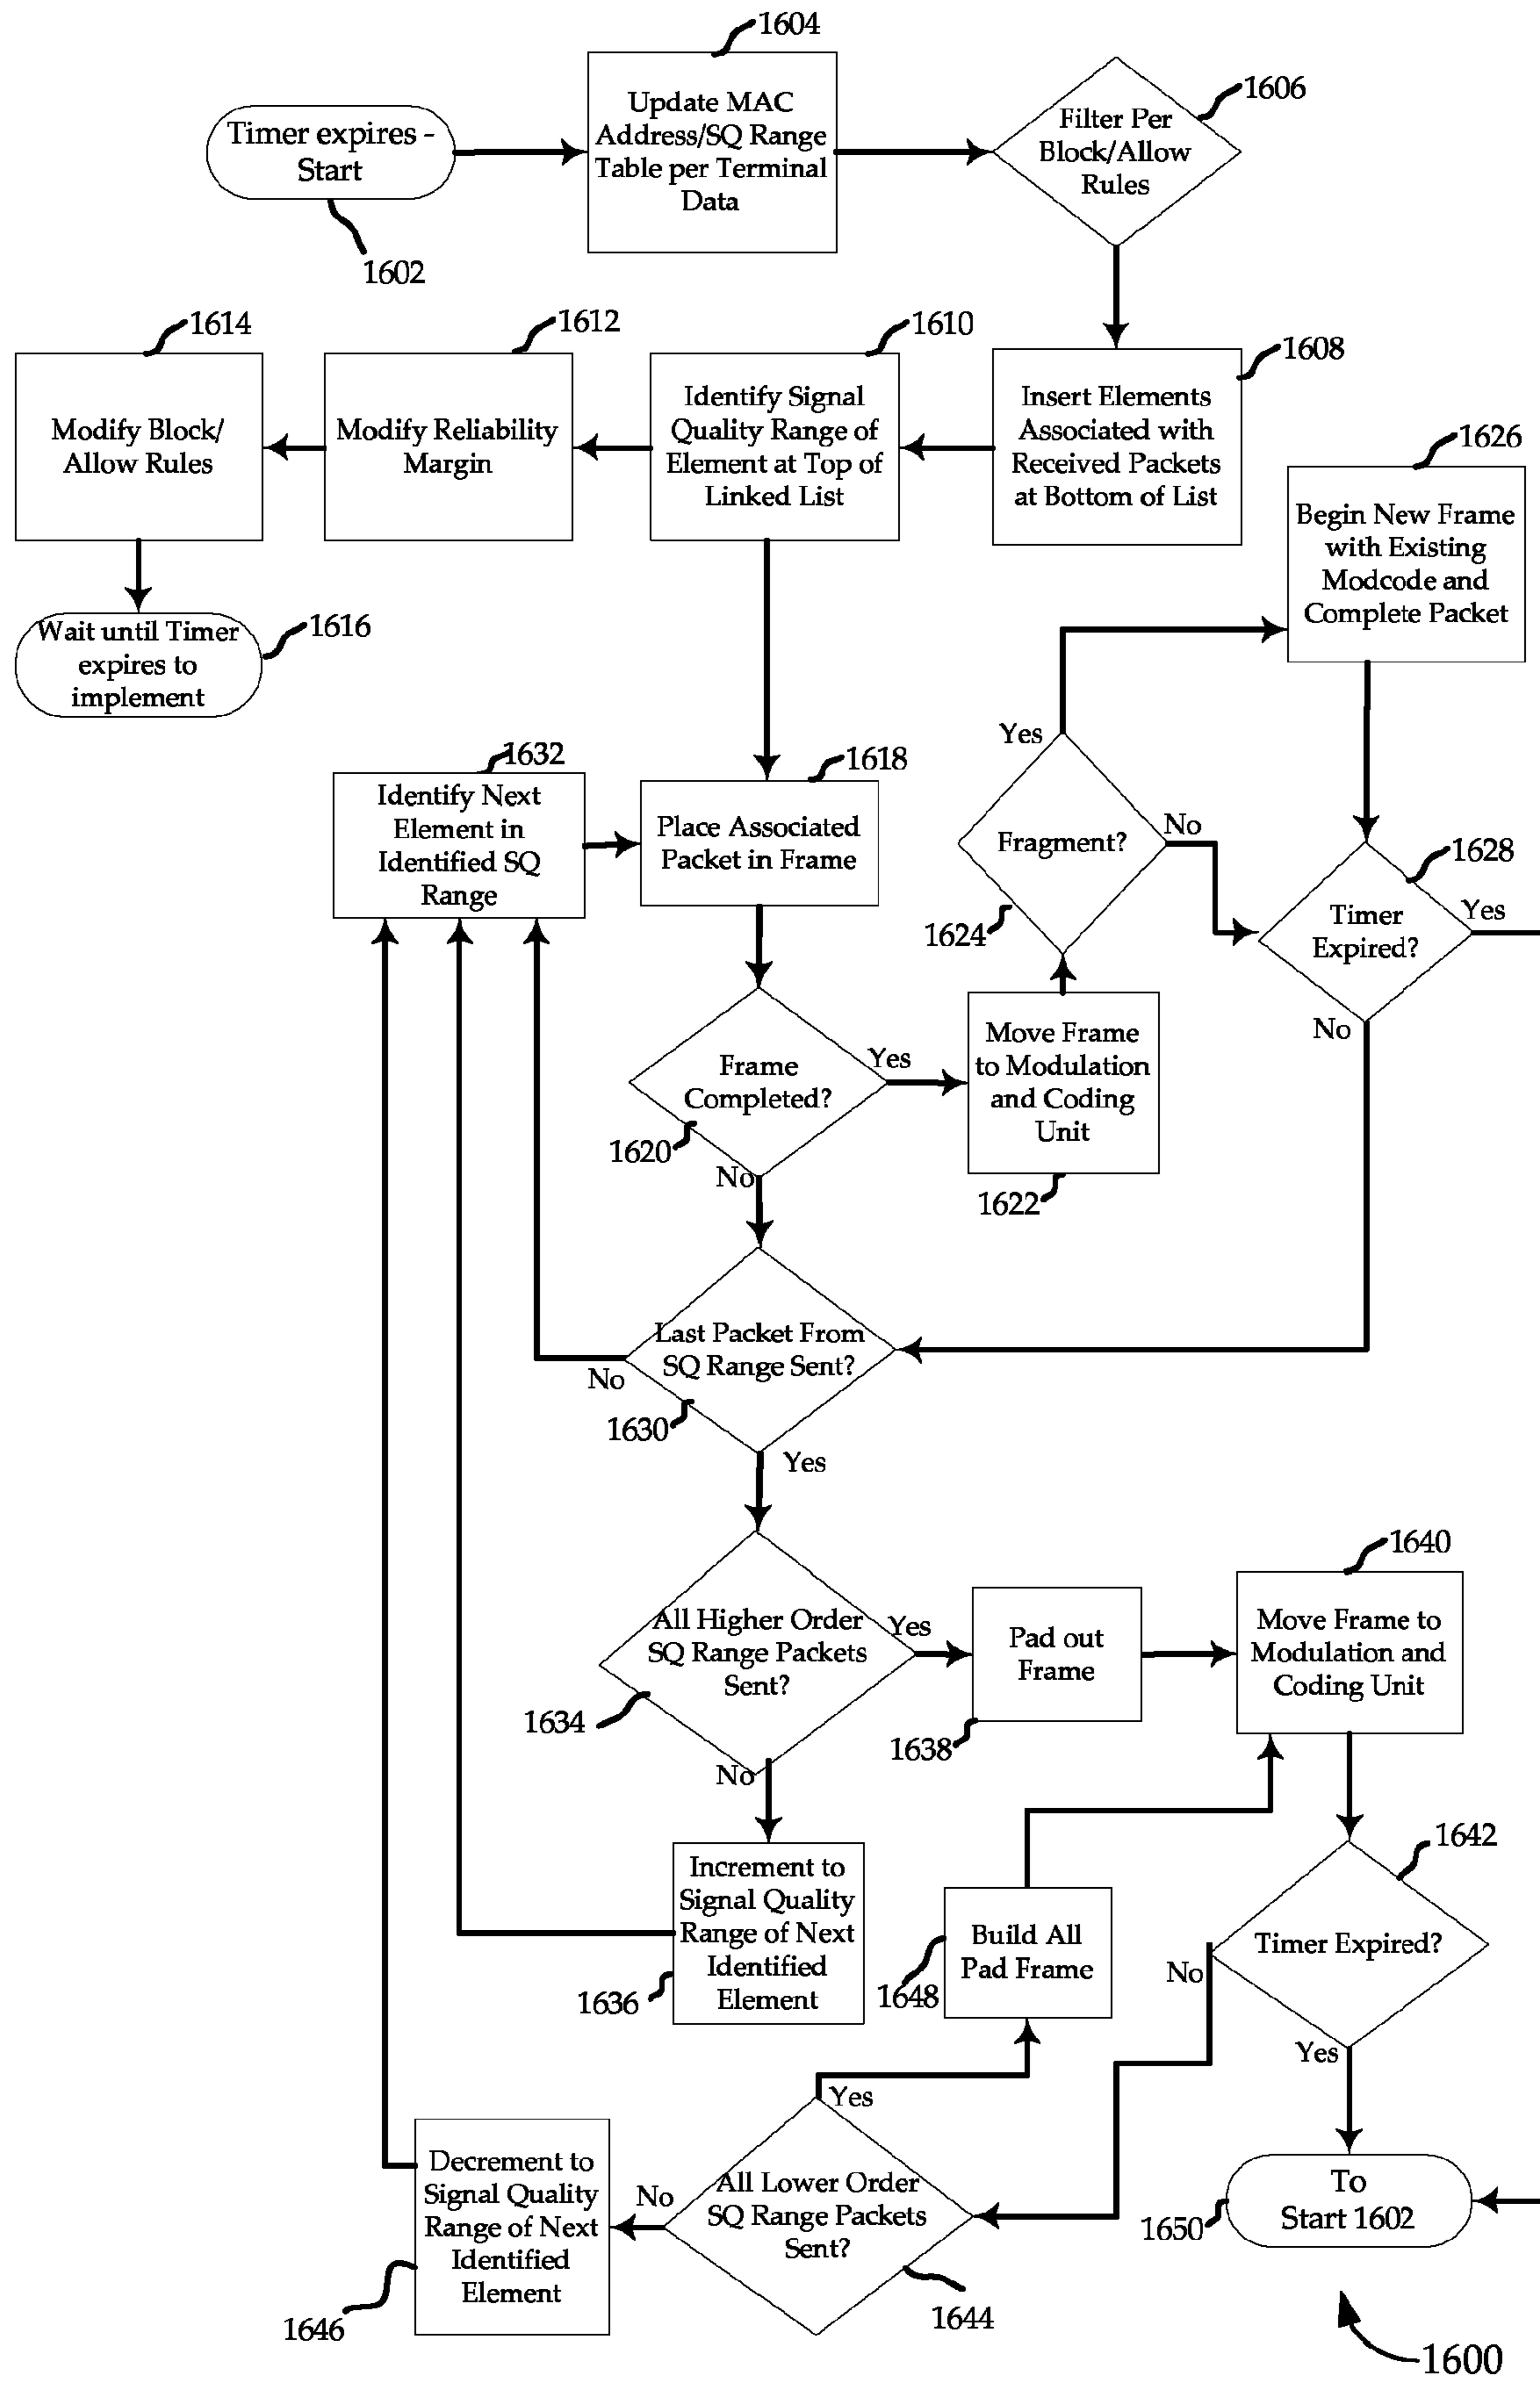 1604
Update MAC
Address/SQ Range
Table per Terminal
Data
Timer expires -
Start
1602
1606
Filter Per
Block/Allow
Rules
1614
Modify Block/
Allow Rules
1612
Modify Reliability
Margin
1610
Identify Signal
Quality Range of
Element at Top of
Linked List
1608
Insert Elements
Associated with
Received Packets
at Bottom of List
1626
Begin New Frame
with Existing
Modcode and
Complete Packet
Wait until Timer
expires to
implement
1616
1632
Identify Next
Element in
Identified SQ
Range
1618
Place Associated
Packet in Frame
Yes
Fragment?
No
1624
1628
Timer
Expired?
Yes
No
Frame
Completed?
Yes
1620
No
Move Frame
to Modulation
and Coding
Unit
1622
Last Packet From
SQ Range Sent?
No
1630
Yes
All Higher Order
SQ Range Packets
Sent?
Yes
1634
No
Pad out
Frame
1638
1640
Move Frame to
Modulation and
Coding Unit
Increment to
Signal Quality
Range of Next
Identified
Element
1636
Build All
Pad Frame
1648
1642
Timer Expired?
No
Yes
Decrement to
Signal Quality
Range of Next
Identified
Element
1646
No
Yes
All Lower Order
SQ Range Packets
Sent?
1644
To
Start 1602
1650
1600